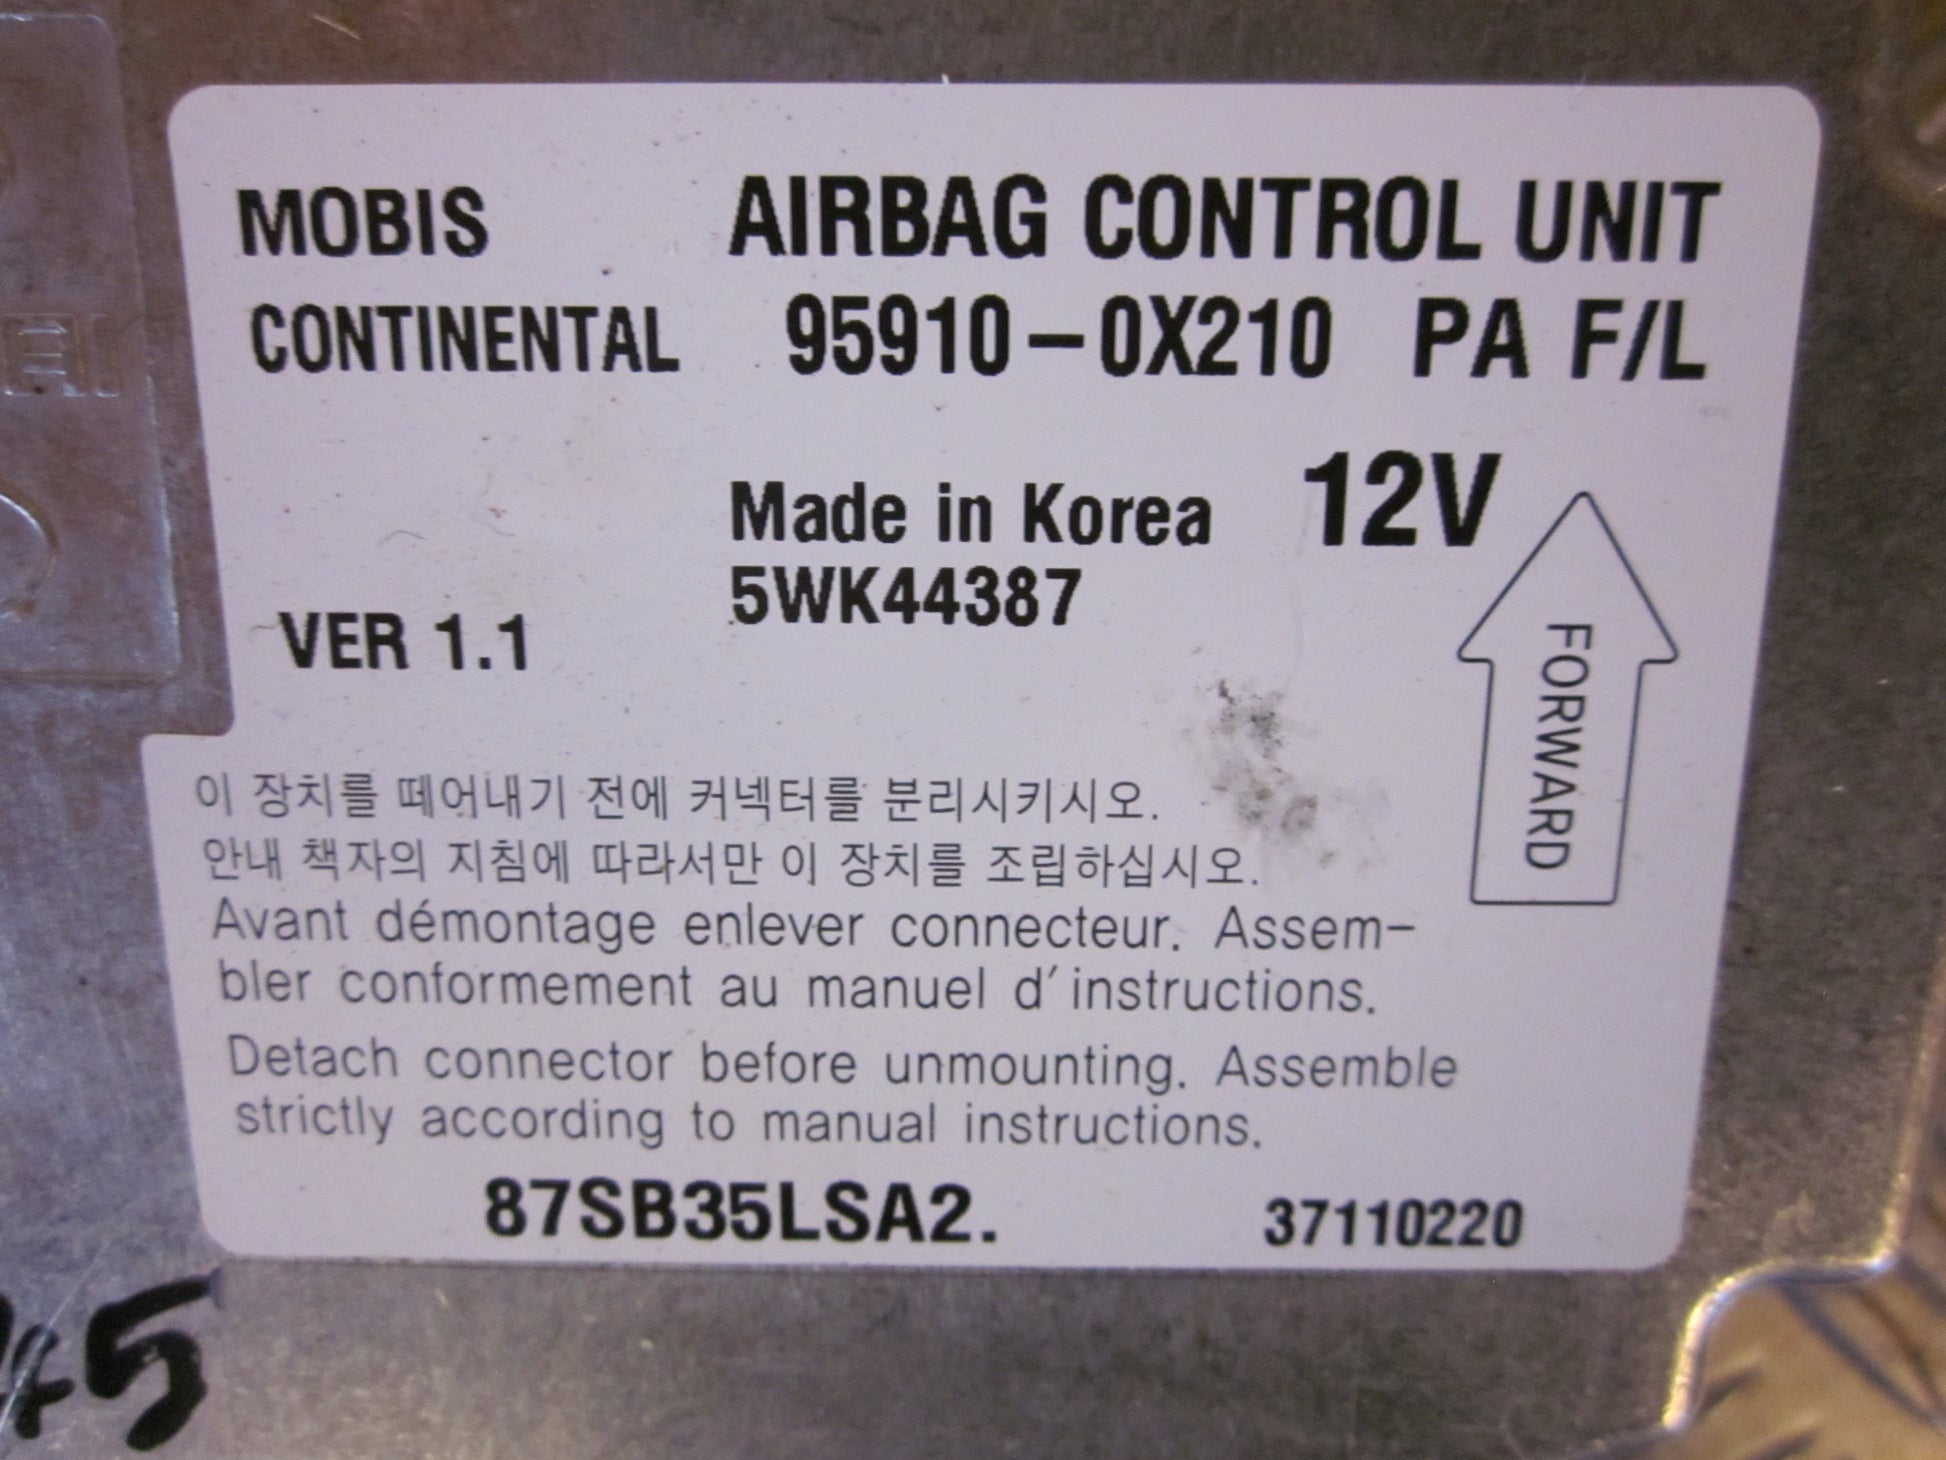 MOBIS AIRBAG CONTROL UNIT
CONTINENTAL 95910-0X210 PA F/L
Made in Korea 12V
5WK44387
VER 1.1
FORWARD
이 장치를 떼어내기 전에 커넥터를 분리시키시오.
안내 책자의 지침에 따라서만 이 장치를 조립하십시오.
Avant démontage enlever connecteur. Assem-
bler conformement au manuel d'instructions.
Detach connector before unmounting. Assemble
strictly according to manual instructions.
87SB35LSA2. 37110220
45